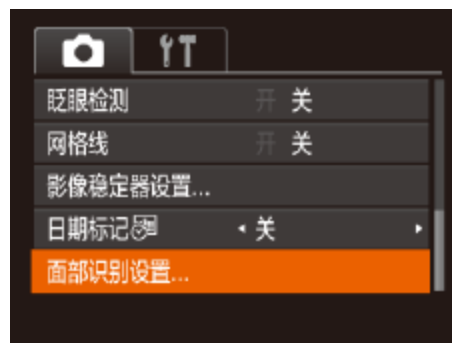 眨眼检测 开 关
网格线 开 关
影像稳定器设置...
日期标记 关
面部识别设置...